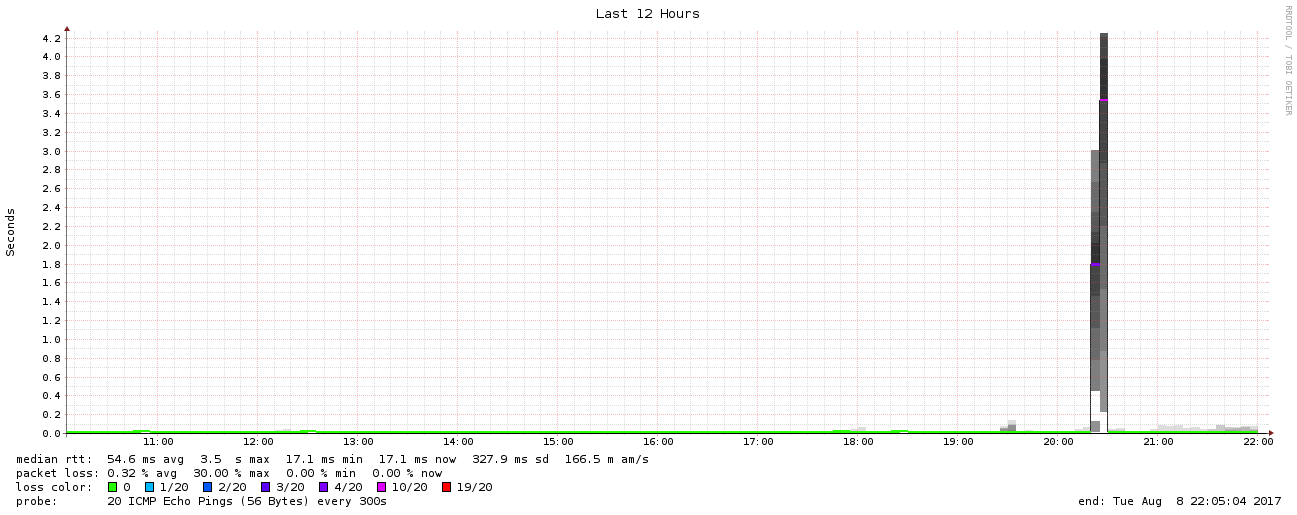 Last 12 Hours
RRDTOOL / TOBI OETIKER
Seconds
4.2
4.0
3.8
3.6
3.4
3.2
3.0
2.8
2.6
2.4
2.2
2.0
1.8
1.6
1.4
1.2
1.0
0.8
0.6
0.4
0.2
0.0
11:00 12:00 13:00 14:00 15:00 16:00 17:00 18:00 19:00 20:00 21:00 22:00
median rtt: 54.6 ms avg 3.5 s max 17.1 ms min 17.1 ms now 327.9 ms sd 166.5 m am/s
packet loss: 0.32 % avg 30.00 % max 0.00 % min 0.00 % now
loss color: 0 1/20 2/20 3/20 4/20 10/20 19/20
probe: 20 ICMP Echo Pings (56 Bytes) every 300s end: Tue Aug 8 22:05:04 2017